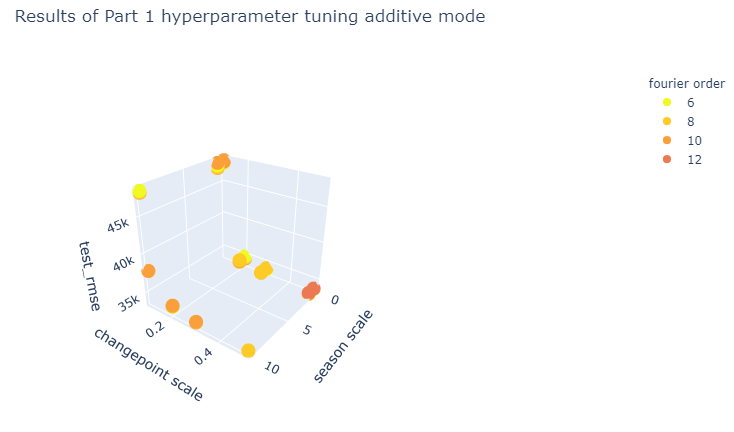 Results of Part 1 hyperparameter tuning additive mode
fourier order
6
8
10
12
45k
40k
35k
test_rmse
0.2
0.4
changepoint scale
0
5
10
season scale